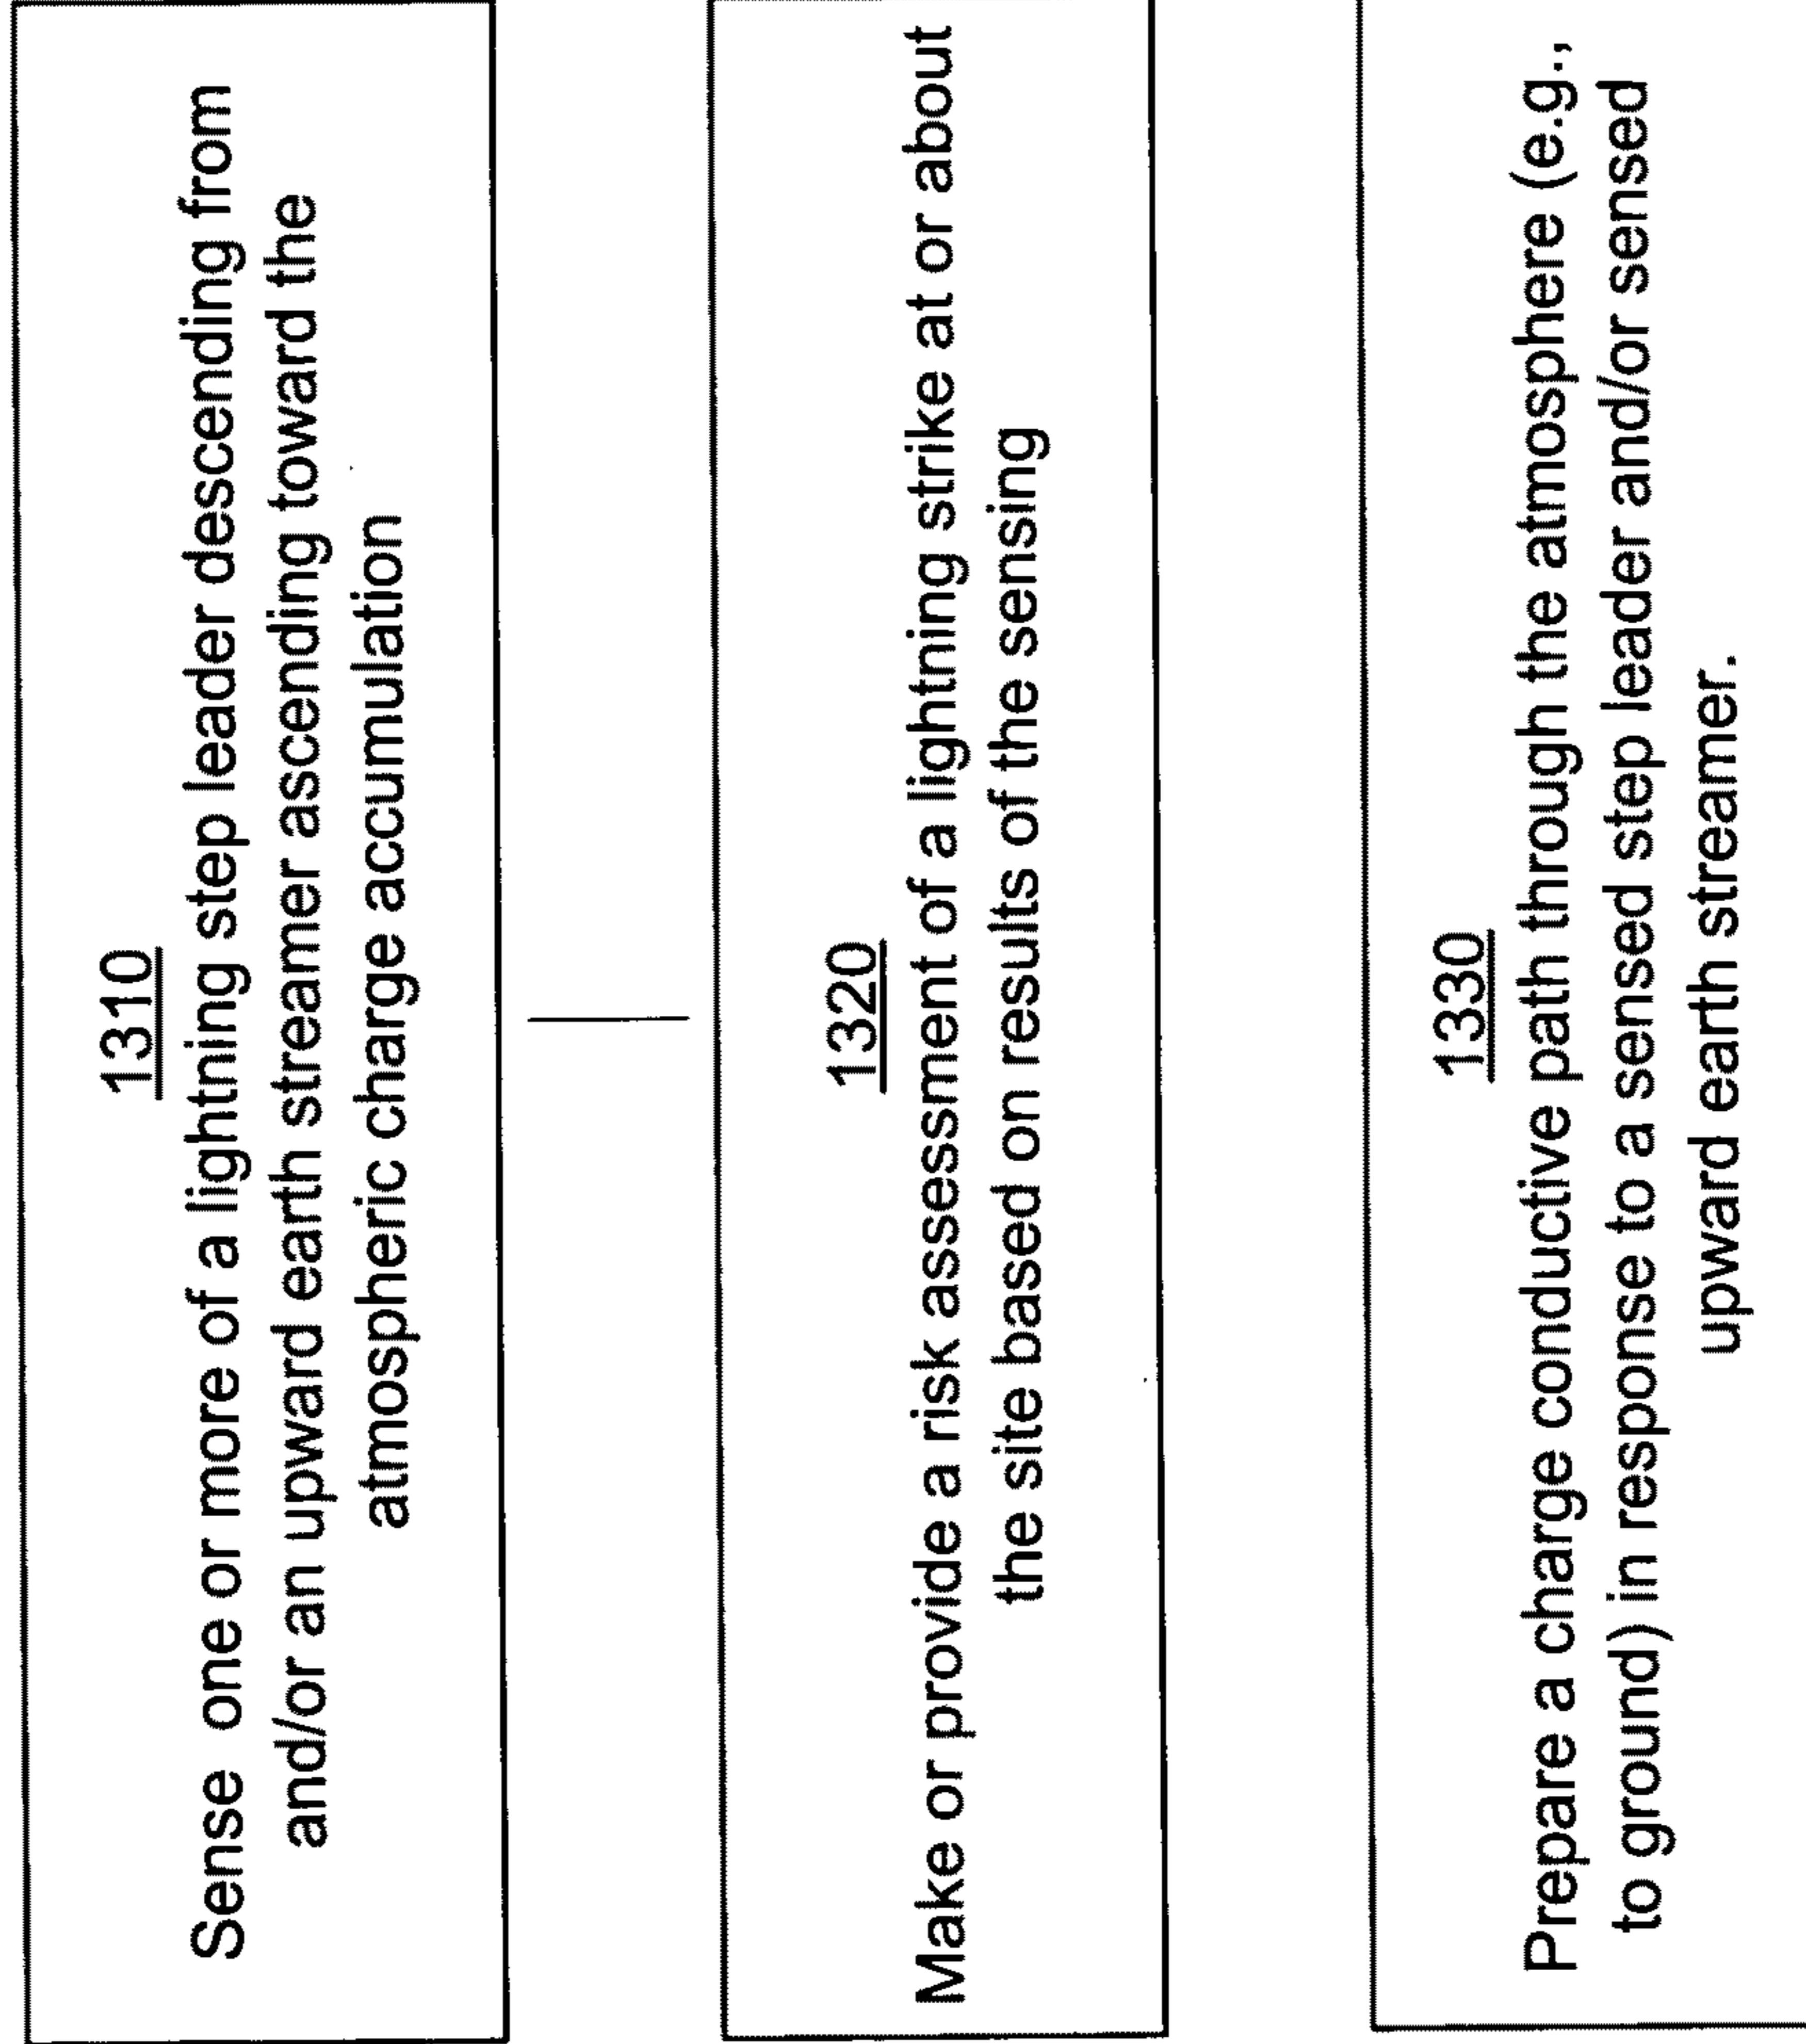 1310
Sense one or more of a lightning step leader descending from
and/or an upward earth streamer ascending toward the
atmospheric charge accumulation
1320
Make or provide a risk assessment of a lightning strike at or about
the site based on results of the sensing
1330
Prepare a charge conductive path through the atmosphere (e.g.,
to ground) in response to a sensed step leader and/or sensed
upward earth streamer.